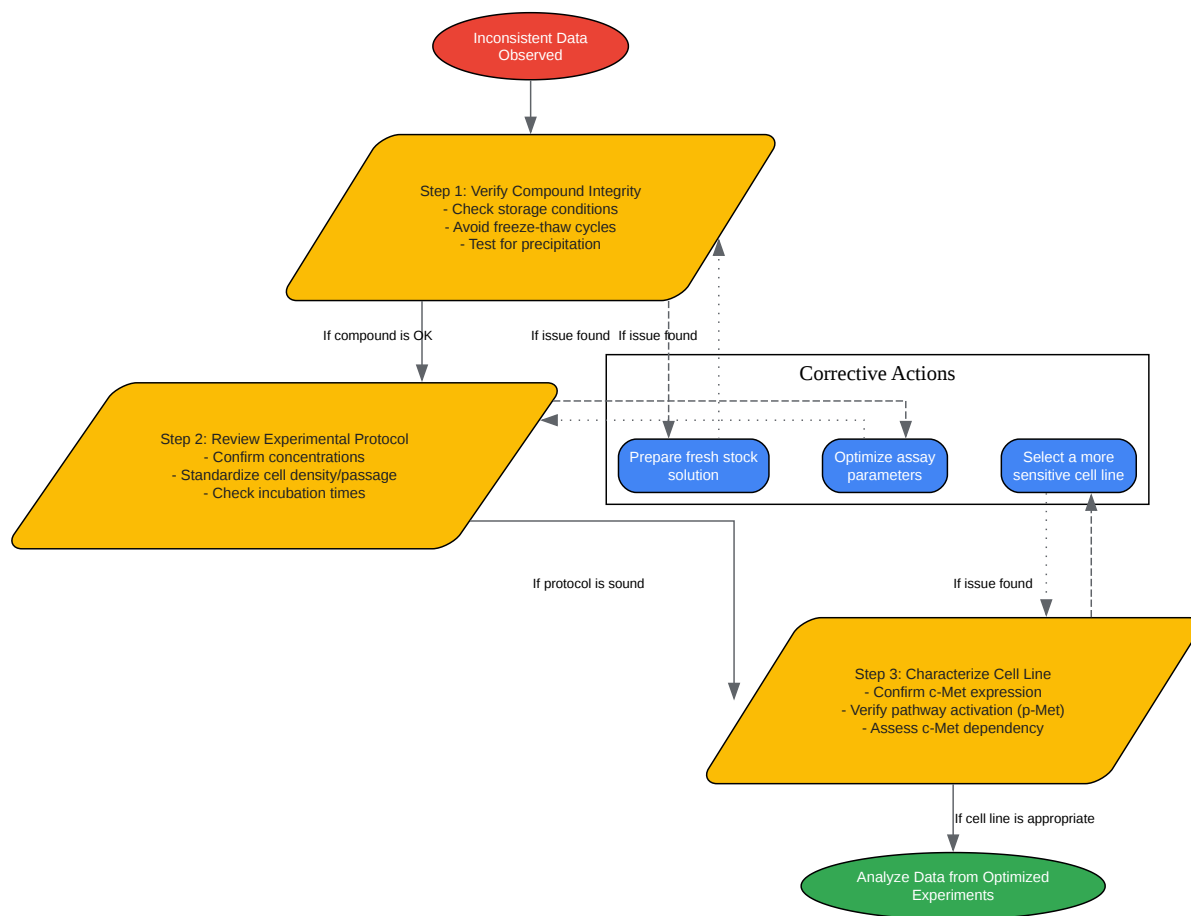 Inconsistent Data
Observed
Step 1: Verify Compound Integrity
- Check storage conditions
- Avoid freeze-thaw cycles
- Test for precipitation
If compound is OK
If issue found
If issue found
Corrective Actions
Step 2: Review Experimental Protocol
- Confirm concentrations
- Standardize cell density/passage
- Check incubation times
Prepare fresh stock
solution
Optimize assay
parameters
Select a more
sensitive cell line
If protocol is sound
If issue found
Step 3: Characterize Cell Line
- Confirm c-Met expression
- Verify pathway activation (p-Met)
- Assess c-Met dependency
If cell line is appropriate
Analyze Data from Optimized
Experiments